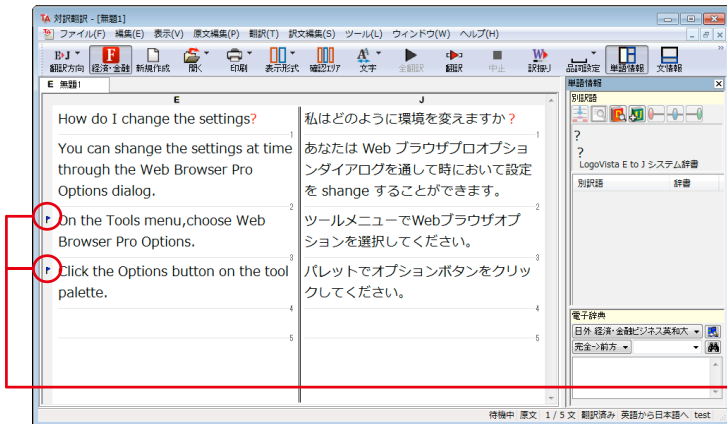 対訳翻訳 - [無題1]
ファイル(F) 編集(E) 表示(V) 原文編集(P) 翻訳(T) 訳文編集(S) ツール(L) ウィンドウ(W) ヘルプ(H)
翻訳方向 経済・金融 新規作成 開く 印刷 表示形式 確認エリア 文字 全翻訳 翻訳 中止 訳振り 品詞設定 単語情報 文情報
E 無題1
E
J
How do I change the settings?
私はどのように環境を変えますか？
1
1
You can shange the settings at time
through the Web Browser Pro
Options dialog.
あなたは Web ブラウザプロオプショ
ンダイアログを通して時において設定
を shange することができます。
2
2
On the Tools menu,choose Web
Browser Pro Options.
ツールメニューでWebブラウザオプ
ションを選択してください。
3
3
Click the Options button on the tool
palette.
パレットでオプションボタンをクリッ
クしてください。
4
4
5
5
単語情報
別訳語
?
?
LogoVista E to J システム辞書
別訳語 辞書
電子辞典
日外 経済・金融ビジネス英和大
完全->前方
待機中 原文 1 / 5 文 翻訳済み 英語から日本語へ test